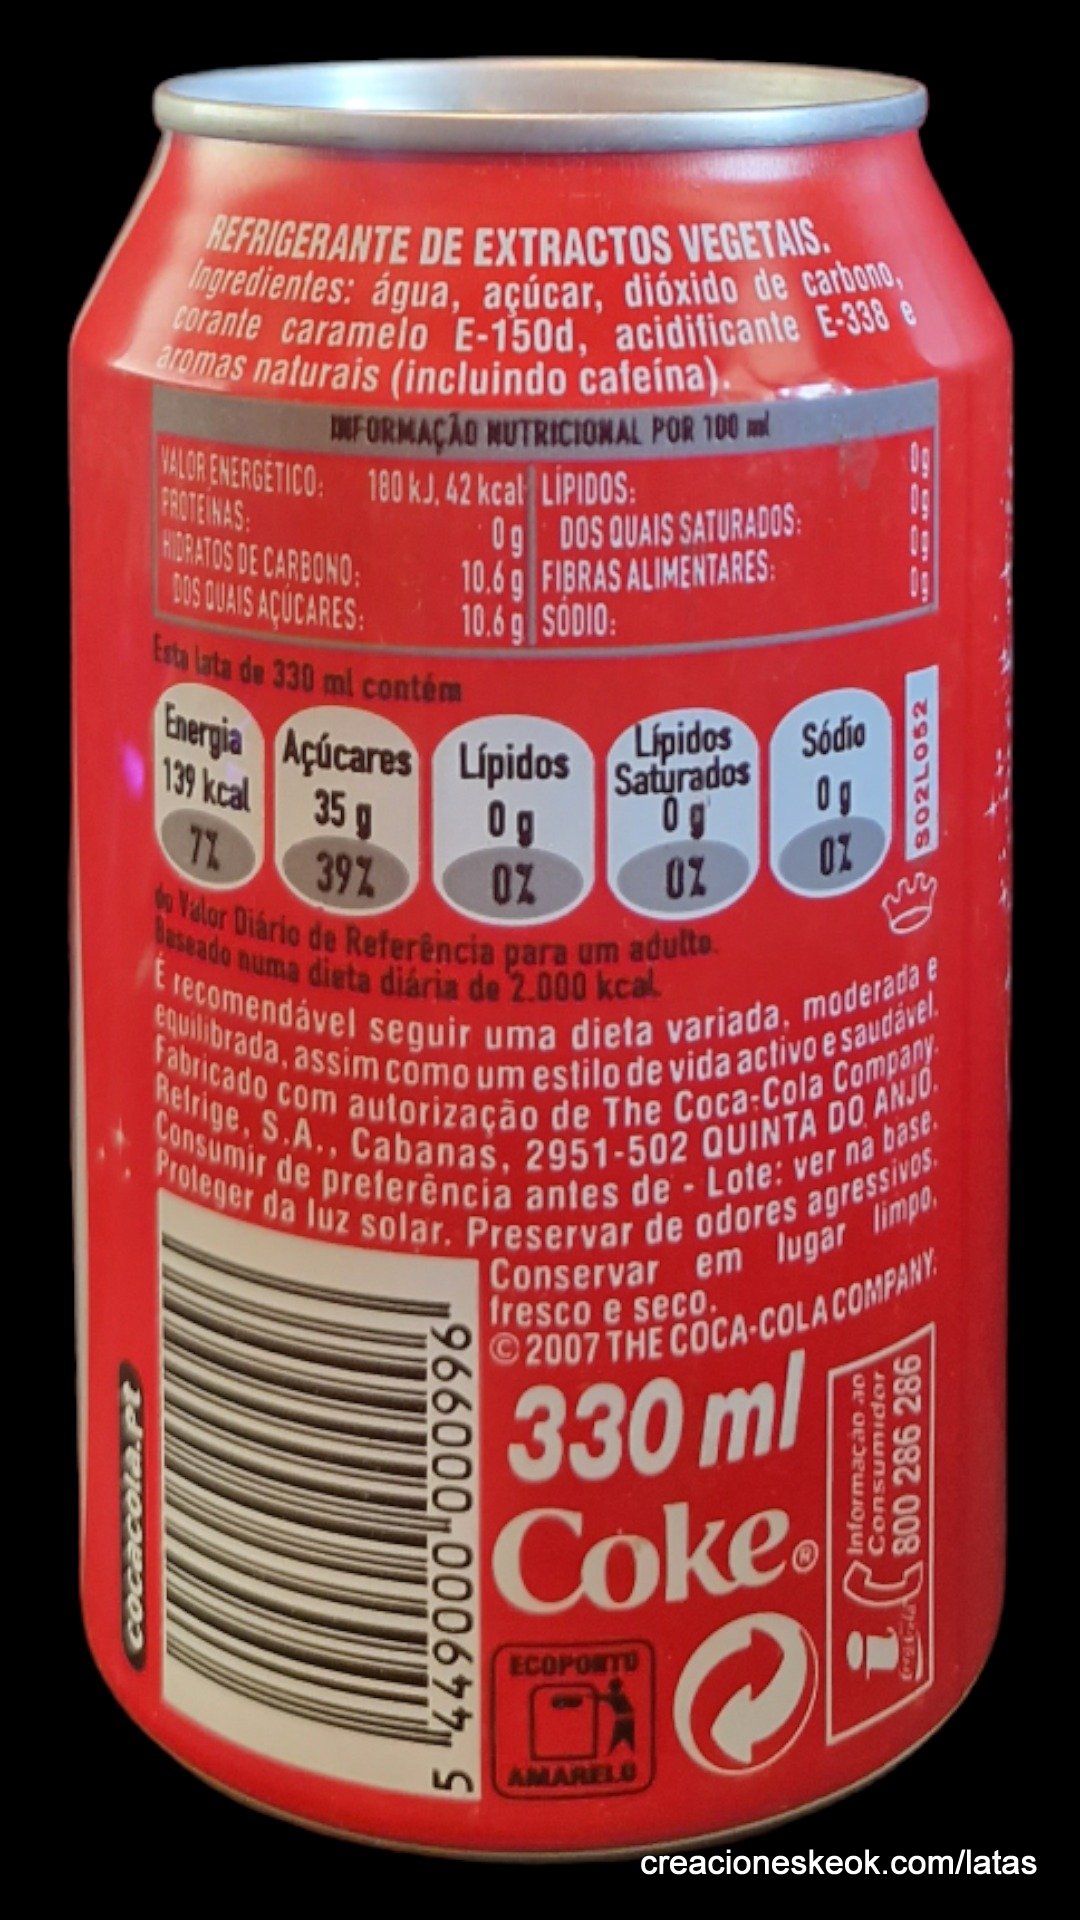 REFRIGERANTE DE EXTRACTOS VEGETAIS.
Ingredientes: água, açúcar, dióxido de carbono,
corante caramelo E-150d, acidificante E-338 e
aromas naturais (incluindo cafeína).
INFORMAÇÃO NUTRICIONAL POR 100 ml
VALOR ENERGÉTICO: 180 kJ, 42 kcal
PROTEÍNAS: 0 g
HIDRATOS DE CARBONO: 10.6 g
DOS QUAIS AÇÚCARES: 10.6 g
LÍPIDOS: 0g
DOS QUAIS SATURADOS: 0g
FIBRAS ALIMENTARES: 0g
SÓDIO: 0g
Esta lata de 330 ml contém
Energia
139 kcal
7%
Açúcares
35 g
39%
Lípidos
0 g
0%
Lípidos
Saturados
0 g
0%
Sódio
0 g
0%
902L052
do Valor Diário de Referência para um adulto.
Baseado numa dieta diária de 2.000 kcal.
É recomendável seguir uma dieta variada, moderada e
equilibrada, assim como um estilo de vida activo e saudável.
Fabricado com autorização de The Coca-Cola Company.
Refrige, S.A., Cabanas, 2951-502 QUINTA DO ANJO.
Consumir de preferência antes de - Lote: ver na base.
Proteger da luz solar. Preservar de odores agressivos.
Conservar em lugar limpo,
fresco e seco.
©2007 THE COCA-COLA COMPANY.
330 ml
Coke®
cocacola.pt
5 449000 000996
ECOPONTO
AMARELO
Informação ao
Consumidor
800 286 286
i
creacioneskeok.com/latas